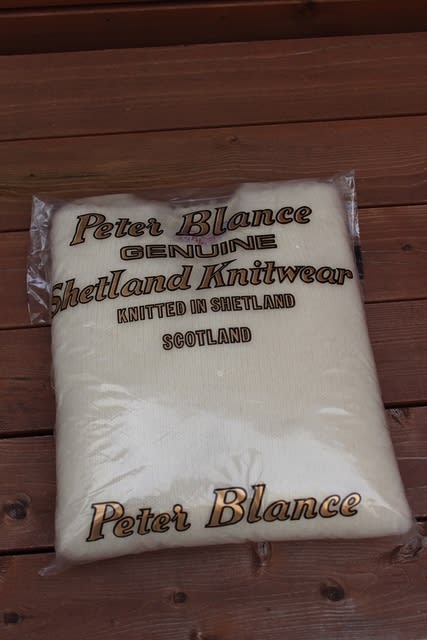 Peter Blance
GENUINE
Shetland Knitwear
KNITTED IN SHETLAND
SCOTLAND
Peter Blance